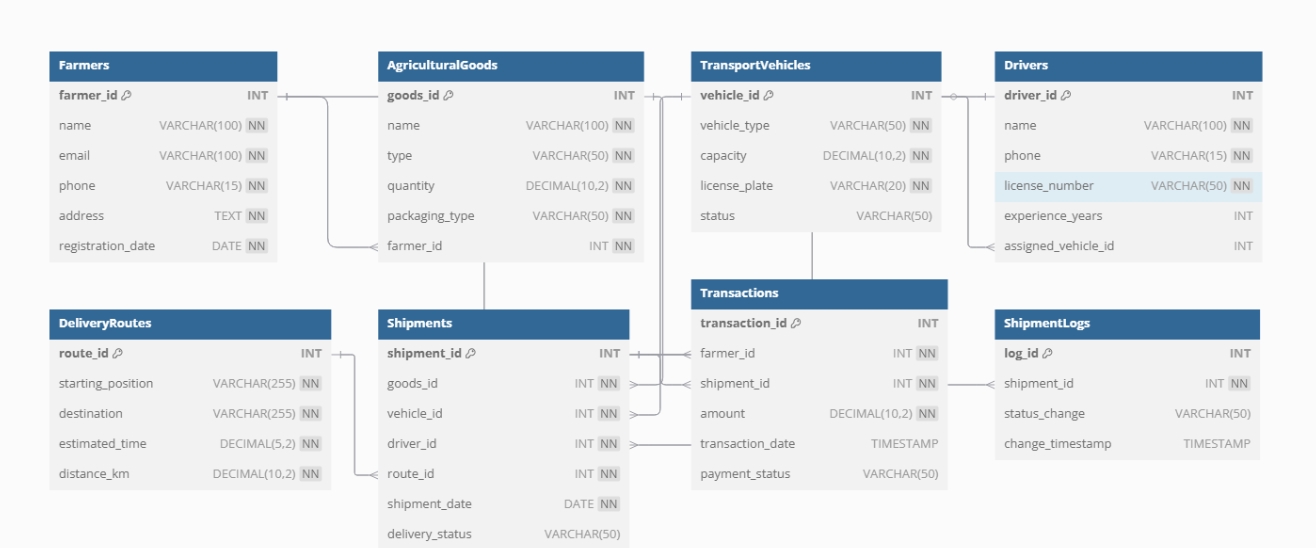 Farmers
farmer_id INT
name VARCHAR(100) NN
email VARCHAR(100) NN
phone VARCHAR(15) NN
address TEXT NN
registration_date DATE NN
AgriculturalGoods
goods_id INT
name VARCHAR(100) NN
type VARCHAR(50) NN
quantity DECIMAL(10,2) NN
packaging_type VARCHAR(50) NN
farmer_id INT NN
TransportVehicles
vehicle_id INT
vehicle_type VARCHAR(50) NN
capacity DECIMAL(10,2) NN
license_plate VARCHAR(20) NN
status VARCHAR(50)
Drivers
driver_id INT
name VARCHAR(100) NN
phone VARCHAR(15) NN
license_number VARCHAR(50) NN
experience_years INT
assigned_vehicle_id INT
DeliveryRoutes
route_id INT
starting_position VARCHAR(255) NN
destination VARCHAR(255) NN
estimated_time DECIMAL(5,2) NN
distance_km DECIMAL(10,2) NN
Shipments
shipment_id INT
goods_id INT NN
vehicle_id INT NN
driver_id INT NN
route_id INT NN
shipment_date DATE NN
delivery_status VARCHAR(50)
Transactions
transaction_id INT
farmer_id INT NN
shipment_id INT NN
amount DECIMAL(10,2) NN
transaction_date TIMESTAMP
payment_status VARCHAR(50)
ShipmentLogs
log_id INT
shipment_id INT NN
status_change VARCHAR(50)
change_timestamp TIMESTAMP